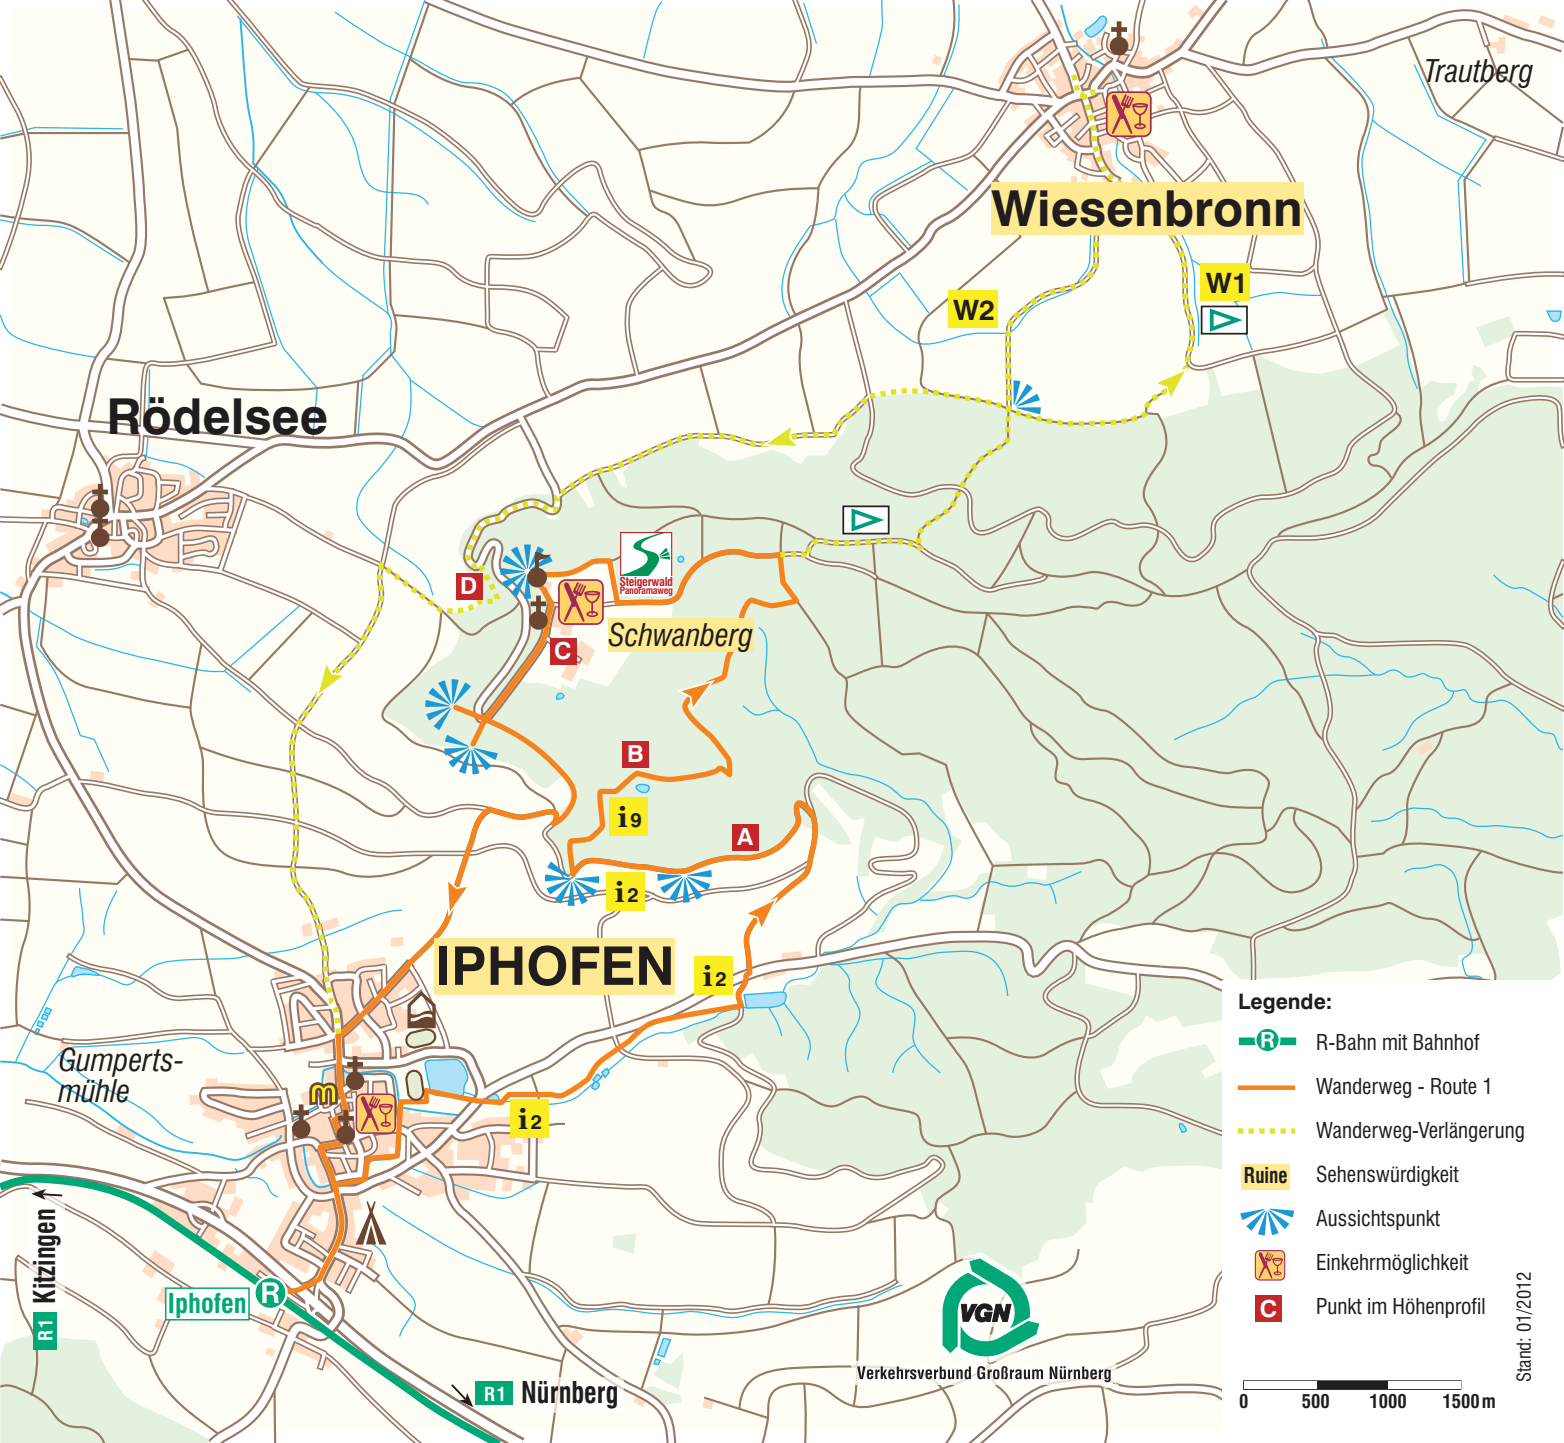 Trautberg
Wiesenbronn
W1
W2
Rödelsee
D
Steigerwald
Panoramaweg
Schwanberg
C
B
i9
A
i2
IPHOFEN
i2
Gumperts-
mühle
m
i2
R1 Kitzingen
Iphofen
R
R1 Nürnberg
VGN
Verkehrsverbund Großraum Nürnberg
Legende:
R R-Bahn mit Bahnhof
Wanderweg - Route 1
Wanderweg-Verlängerung
Ruine Sehenswürdigkeit
Aussichtspunkt
Einkehrmöglichkeit
C Punkt im Höhenprofil
0 500 1000 1500 m
Stand: 01/2012